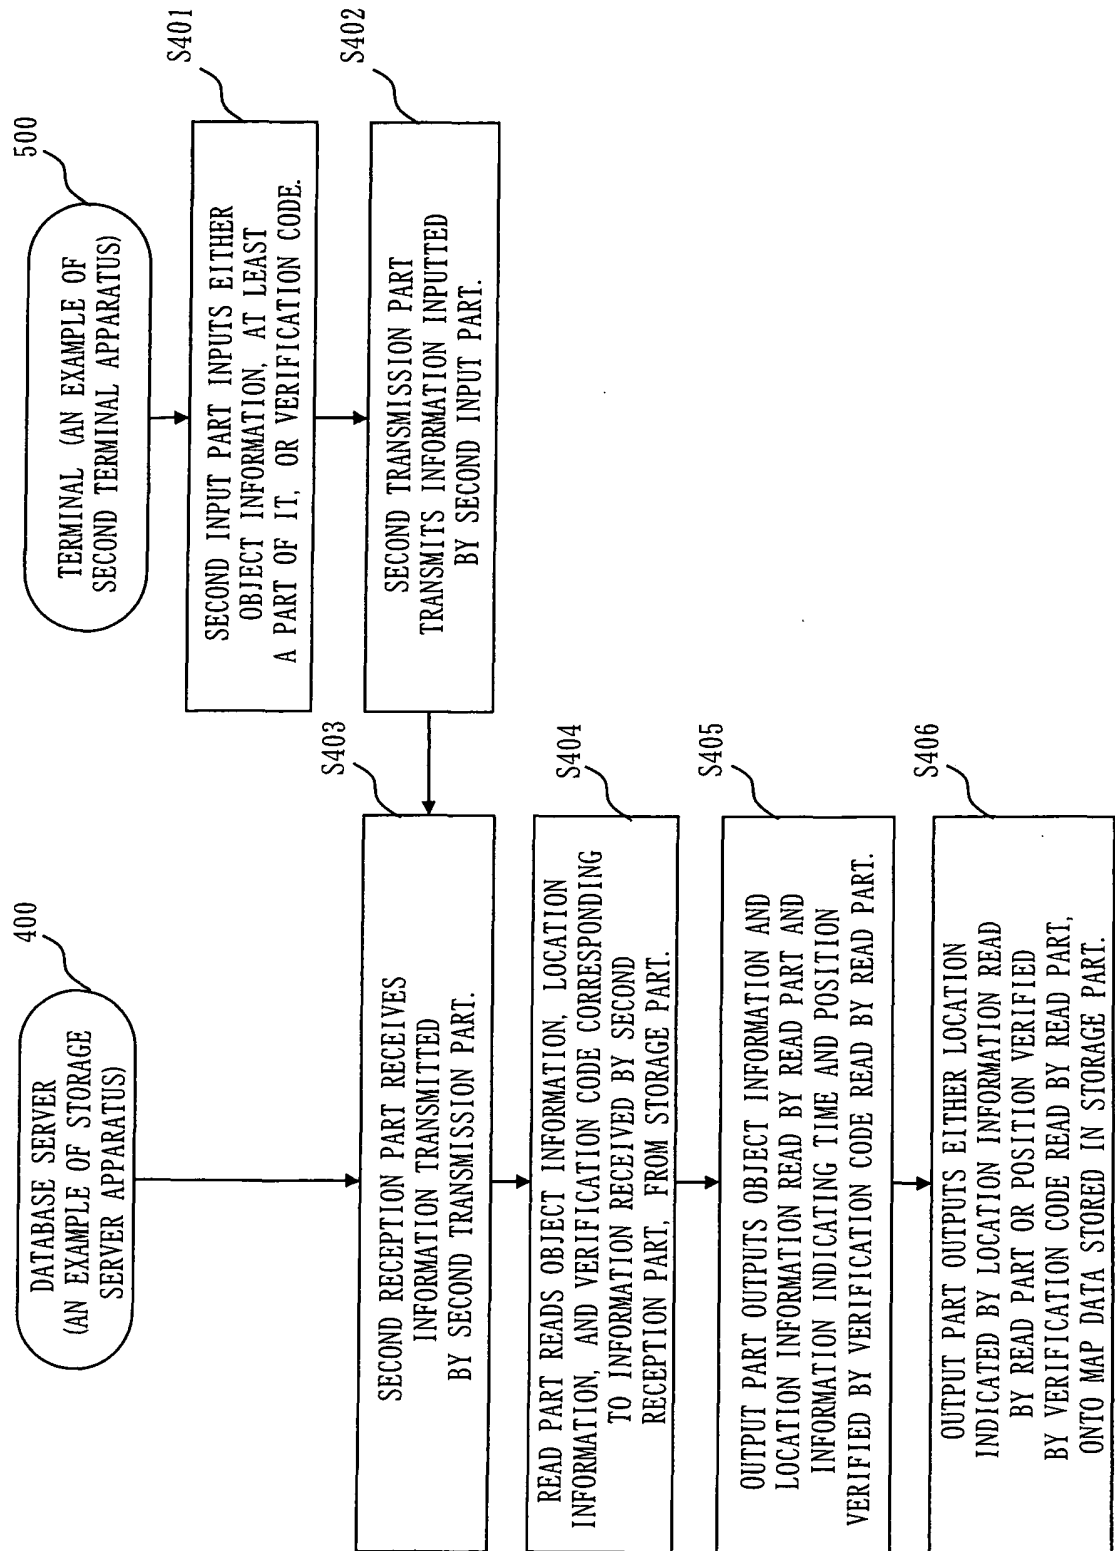 400
DATABASE SERVER
(AN EXAMPLE OF STORAGE
SERVER APPARATUS)
500
TERMINAL (AN EXAMPLE OF
SECOND TERMINAL APPARATUS)
S401
SECOND INPUT PART INPUTS EITHER
OBJECT INFORMATION, AT LEAST
A PART OF IT, OR VERIFICATION CODE.
S402
SECOND TRANSMISSION PART
TRANSMITS INFORMATION INPUTTED
BY SECOND INPUT PART.
S403
SECOND RECEPTION PART RECEIVES
INFORMATION TRANSMITTED
BY SECOND TRANSMISSION PART.
S404
READ PART READS OBJECT INFORMATION, LOCATION
INFORMATION, AND VERIFICATION CODE CORRESPONDING
TO INFORMATION RECEIVED BY SECOND
RECEPTION PART, FROM STORAGE PART.
S405
OUTPUT PART OUTPUTS OBJECT INFORMATION AND
LOCATION INFORMATION READ BY READ PART AND
INFORMATION INDICATING TIME AND POSITION
VERIFIED BY VERIFICATION CODE READ BY READ PART.
S406
OUTPUT PART OUTPUTS EITHER LOCATION
INDICATED BY LOCATION INFORMATION READ
BY READ PART OR POSITION VERIFIED
BY VERIFICATION CODE READ BY READ PART,
ONTO MAP DATA STORED IN STORAGE PART.